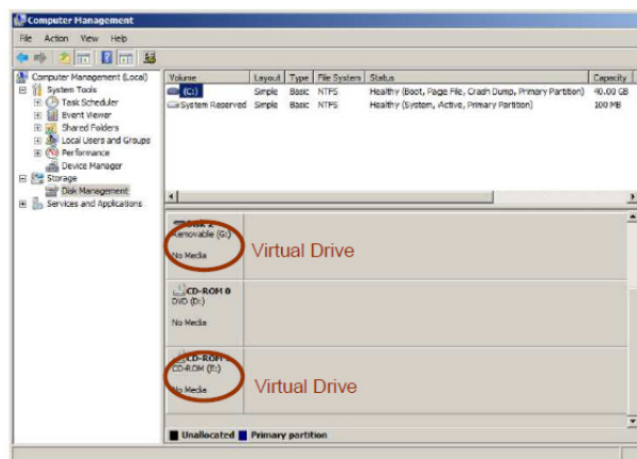 Computer Management
File Action View Help
Computer Management (Local)
System Tools
Task Scheduler
Event Viewer
Shared Folders
Local Users and Groups
Performance
Device Manager
Storage
Disk Management
Services and Applications
Volume Layout Type File System Status Capacity
(C:) Simple Basic NTFS Healthy (Boot, Page File, Crash Dump, Primary Partition) 40.00 GB
System Reserved Simple Basic NTFS Healthy (System, Active, Primary Partition) 100 MB
Disk 2
Removable (G:)
No Media
Virtual Drive
CD-ROM 0
DVD (D:)
No Media
CD-ROM
CD-ROM (E:)
No Media
Virtual Drive
Unallocated Primary partition